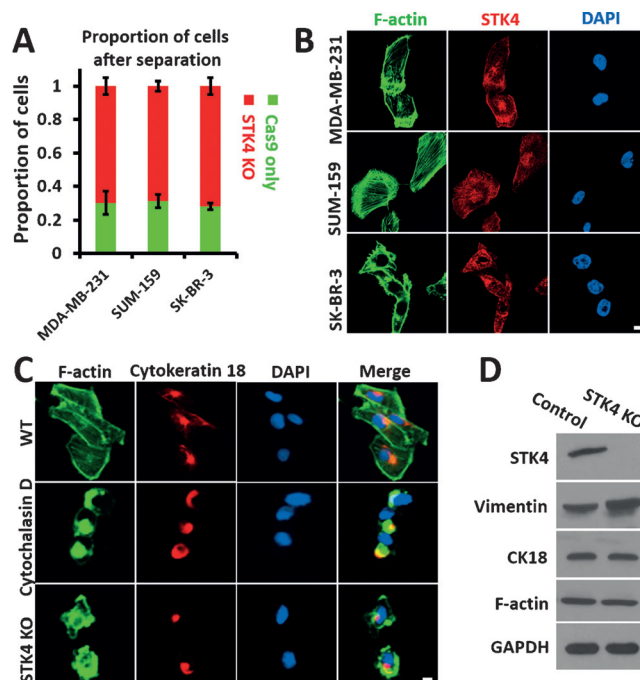 A
Proportion of cells
after separation
Proportion of cells
1
0.8
0.6
0.4
0.2
0
MDA-MB-231
SUM-159
SK-BR-3
STK4 KO
Cas9 only
B
F-actin
STK4
DAPI
MDA-MB-231
SUM-159
SK-BR-3
C
F-actin
Cytokeratin 18
DAPI
Merge
WT
Cytochalasin D
STK4 KO
D
Control
STK4 KO
STK4
Vimentin
CK18
F-actin
GAPDH